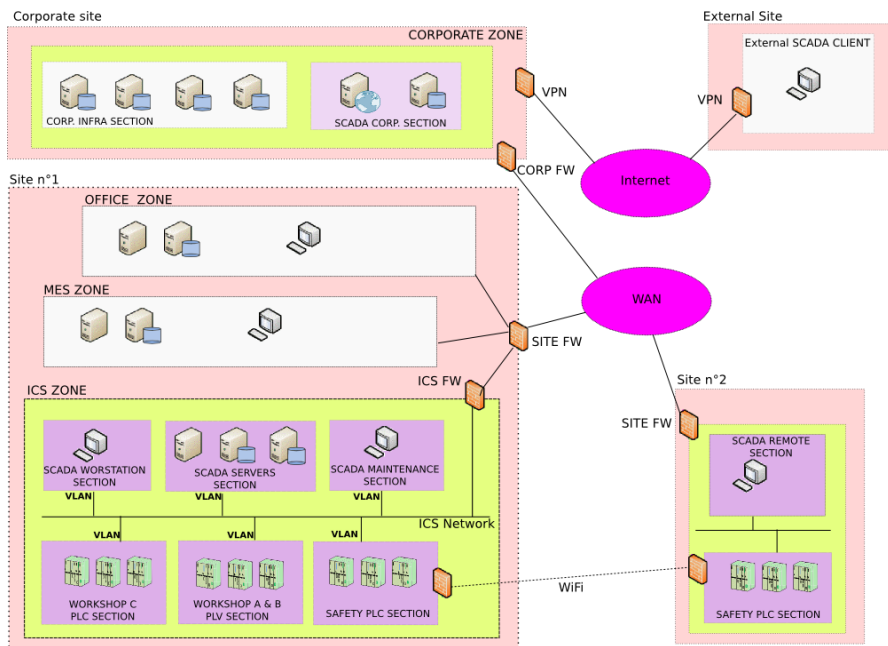 Corporate site
CORPORATE ZONE
CORP. INFRA SECTION
SCADA CORP. SECTION
VPN
External Site
External SCADA CLIENT
VPN
Internet
CORP FW
Site n°1
OFFICE ZONE
MES ZONE
WAN
SITE FW
ICS FW
ICS ZONE
SCADA WORSTATION
SECTION
SCADA SERVERS
SECTION
SCADA MAINTENANCE
SECTION
VLAN
VLAN
VLAN
ICS Network
VLAN
VLAN
VLAN
WORKSHOP C
PLC SECTION
WORKSHOP A & B
PLV SECTION
SAFETY PLC SECTION
WiFi
Site n°2
SITE FW
SCADA REMOTE
SECTION
SAFETY PLC SECTION